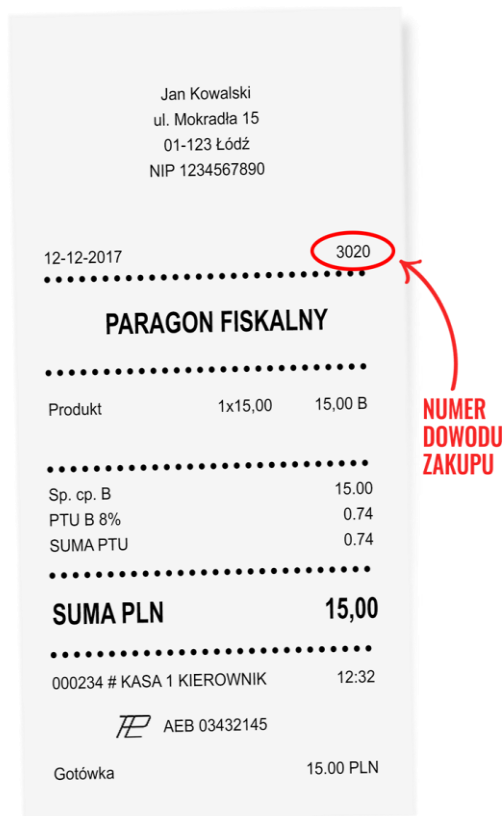 Jan Kowalski
ul. Mokradła 15
01-123 Łódź
NIP 1234567890
12-12-2017 3020
PARAGON FISKALNY
Produkt 1x15,00 15,00 B
Sp. cp. B 15.00
PTU B 8% 0.74
SUMA PTU 0.74
SUMA PLN 15,00
000234 # KASA 1 KIEROWNIK 12:32
AEB 03432145
Gotówka 15.00 PLN
NUMER
DOWODU
ZAKUPU